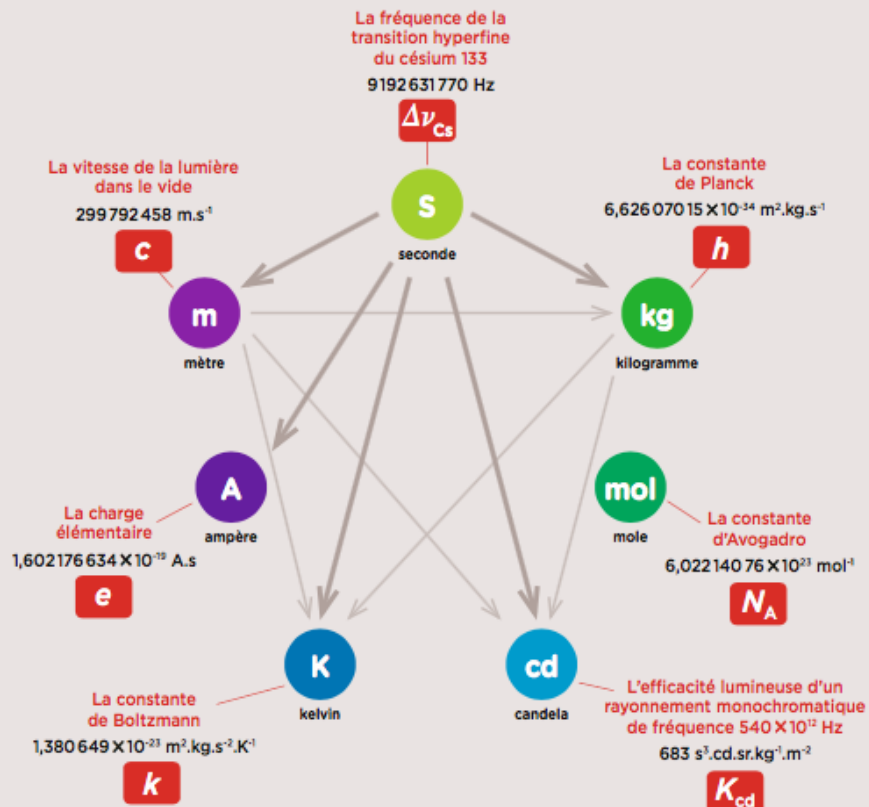 La fréquence de la
transition hyperfine
du césium 133
9192631770 Hz
Δν_Cs
La vitesse de la lumière
dans le vide
299792458 m.s⁻¹
c
S
seconde
La constante
de Planck
6,62607015×10⁻³⁴ m².kg.s⁻¹
h
m
mètre
kg
kilogramme
A
ampère
La charge
élémentaire
1,602176634×10⁻¹⁹ A.s
e
mol
mole
La constante
d'Avogadro
6,02214076×10²³ mol⁻¹
N_A
K
kelvin
La constante
de Boltzmann
1,380649×10⁻²³ m².kg.s⁻².K⁻¹
k
cd
candela
L'efficacité lumineuse d'un
rayonnement monochromatique
de fréquence 540×10¹² Hz
683 s³.cd.sr.kg⁻¹.m⁻²
K_cd